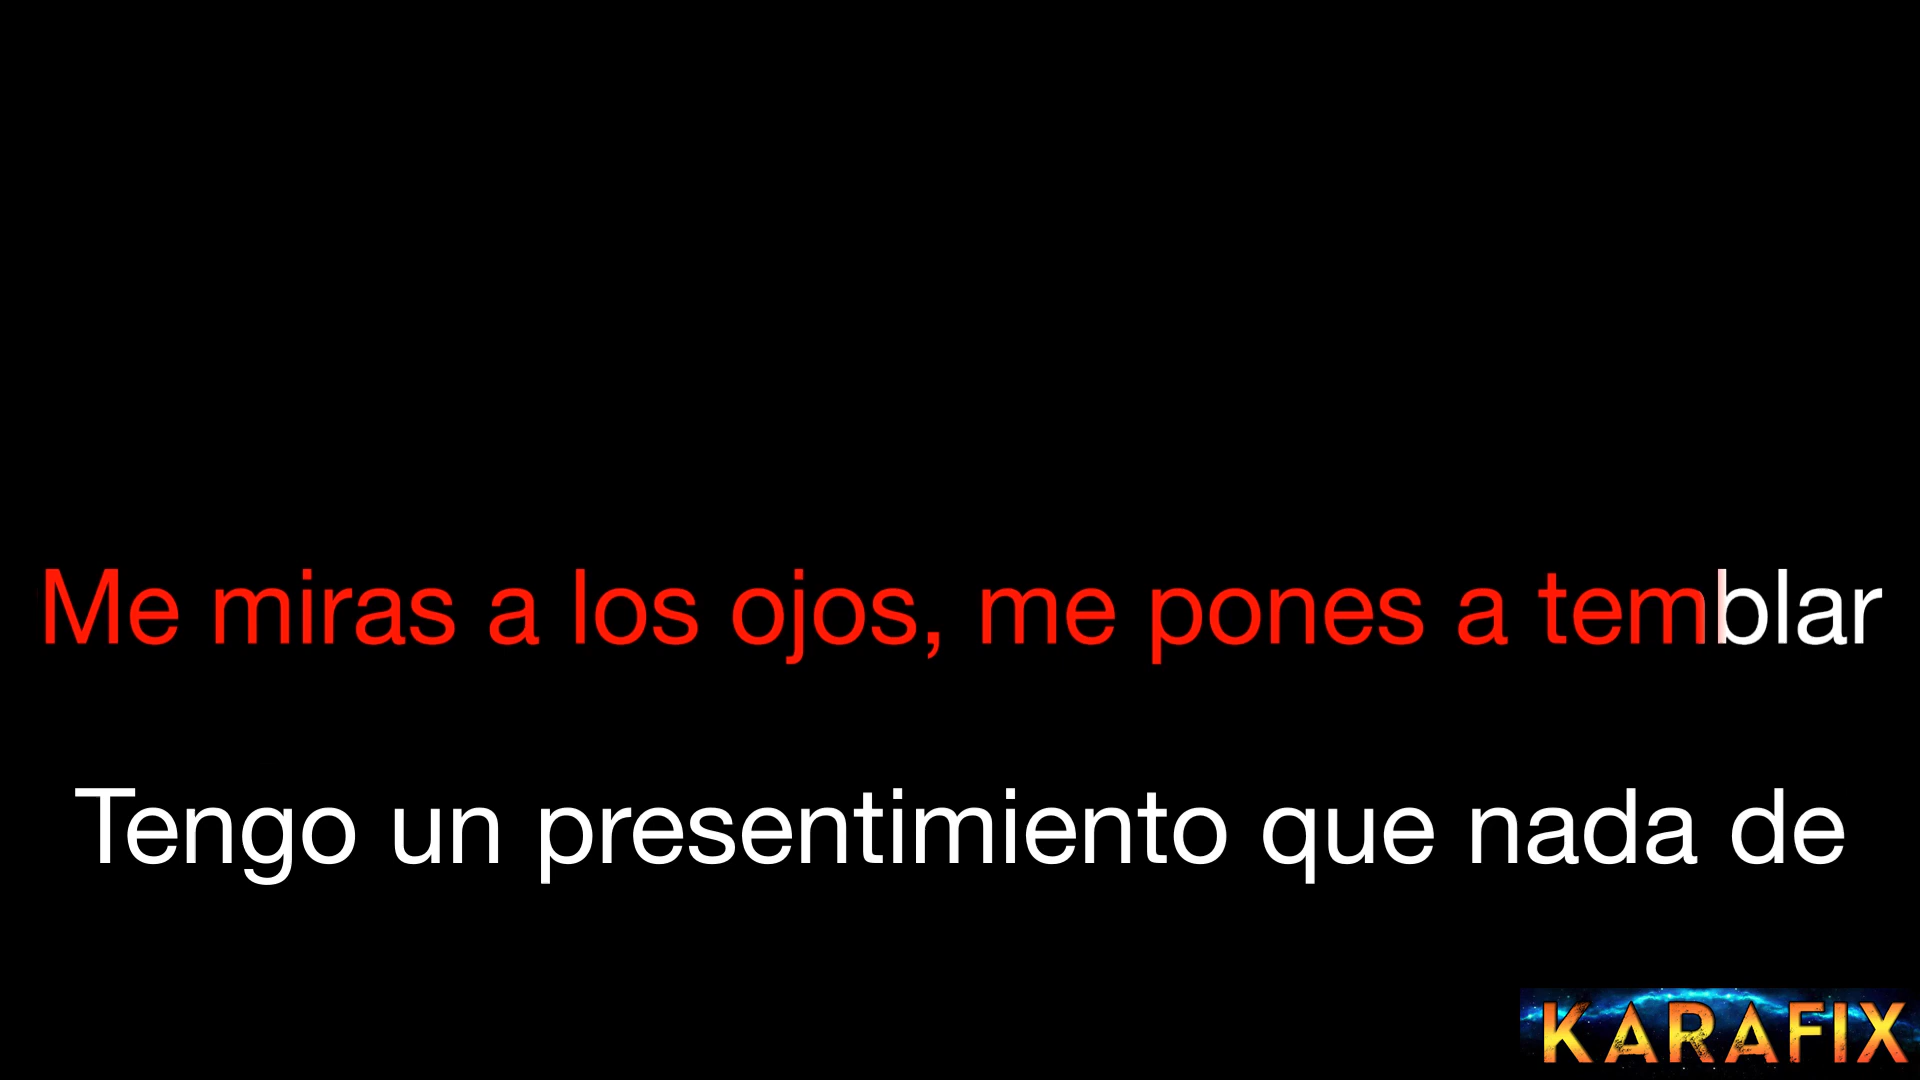 Me miras a los ojos, me pones a temblar
Tengo un presentimiento que nada de
KARAFIX